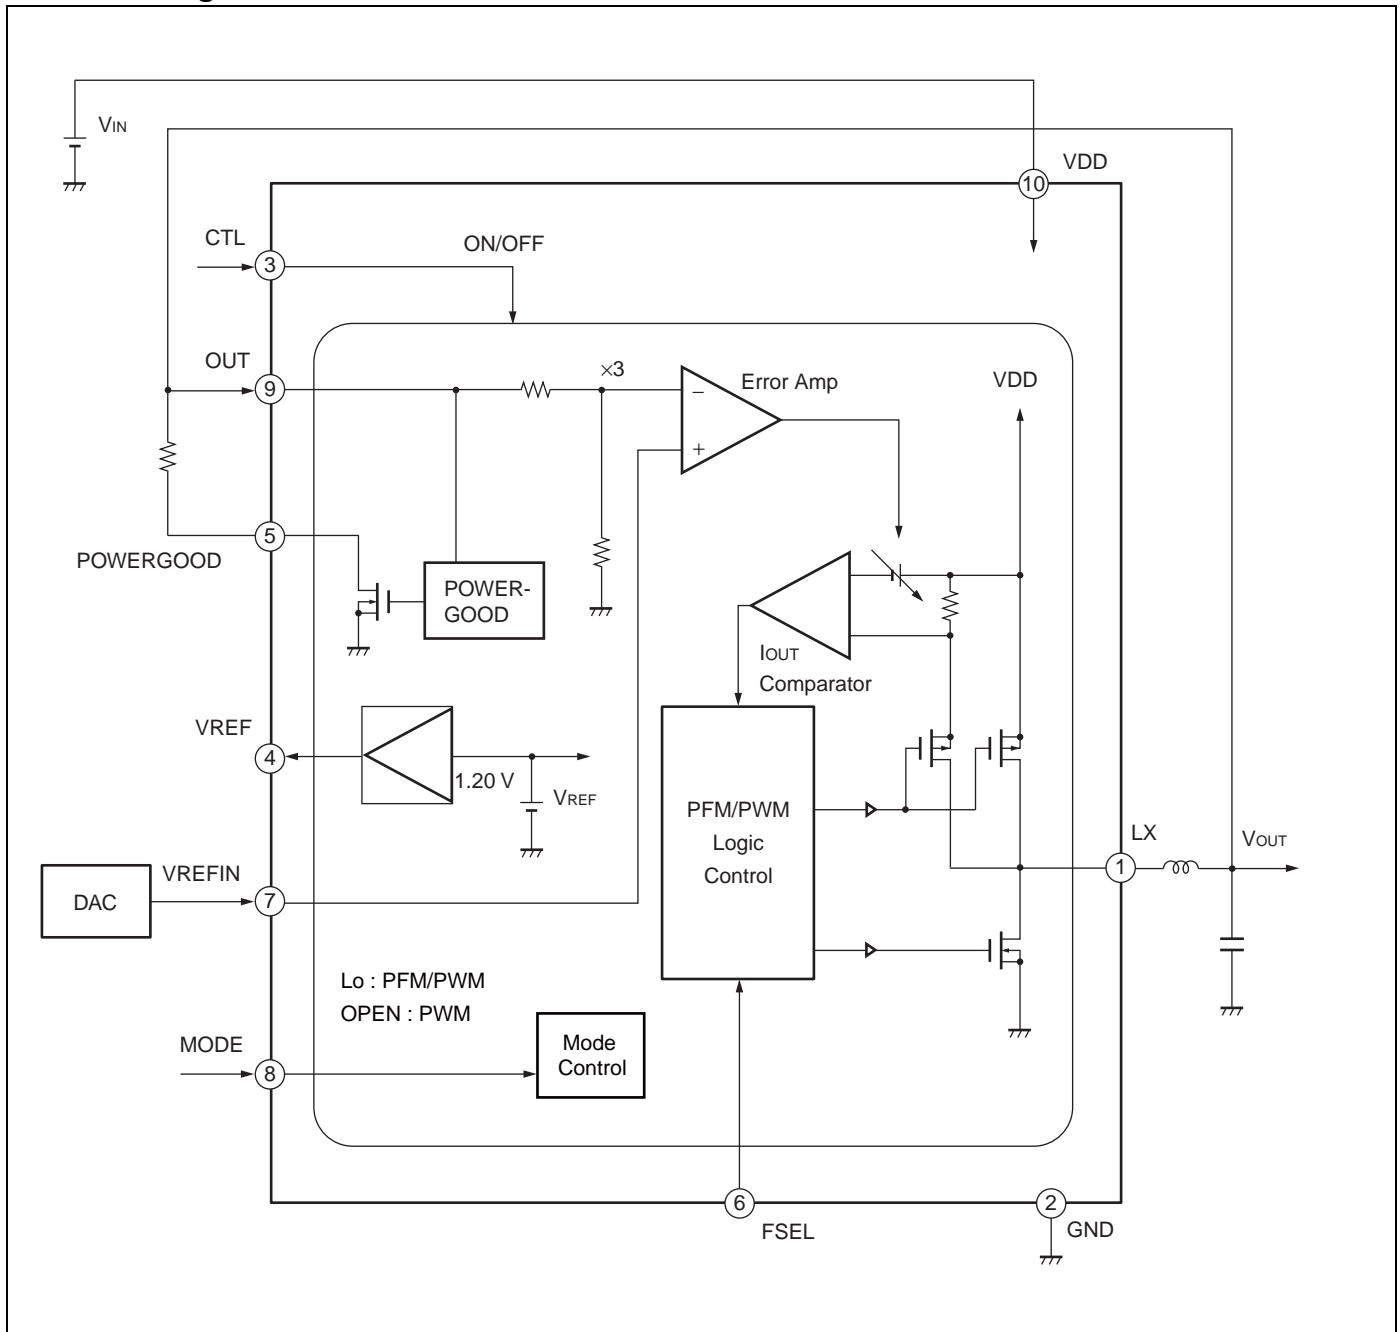 VIN
VDD
10
CTL
3
ON/OFF
OUT
9
×3
−
+
Error Amp
VDD
5
POWERGOOD
POWER-
GOOD
IOUT
Comparator
VREF
4
1.20 V
VREF
PFM/PWM
Logic
Control
LX
1
VOUT
DAC
VREFIN
7
Lo : PFM/PWM
OPEN : PWM
MODE
8
Mode
Control
6
FSEL
2
GND